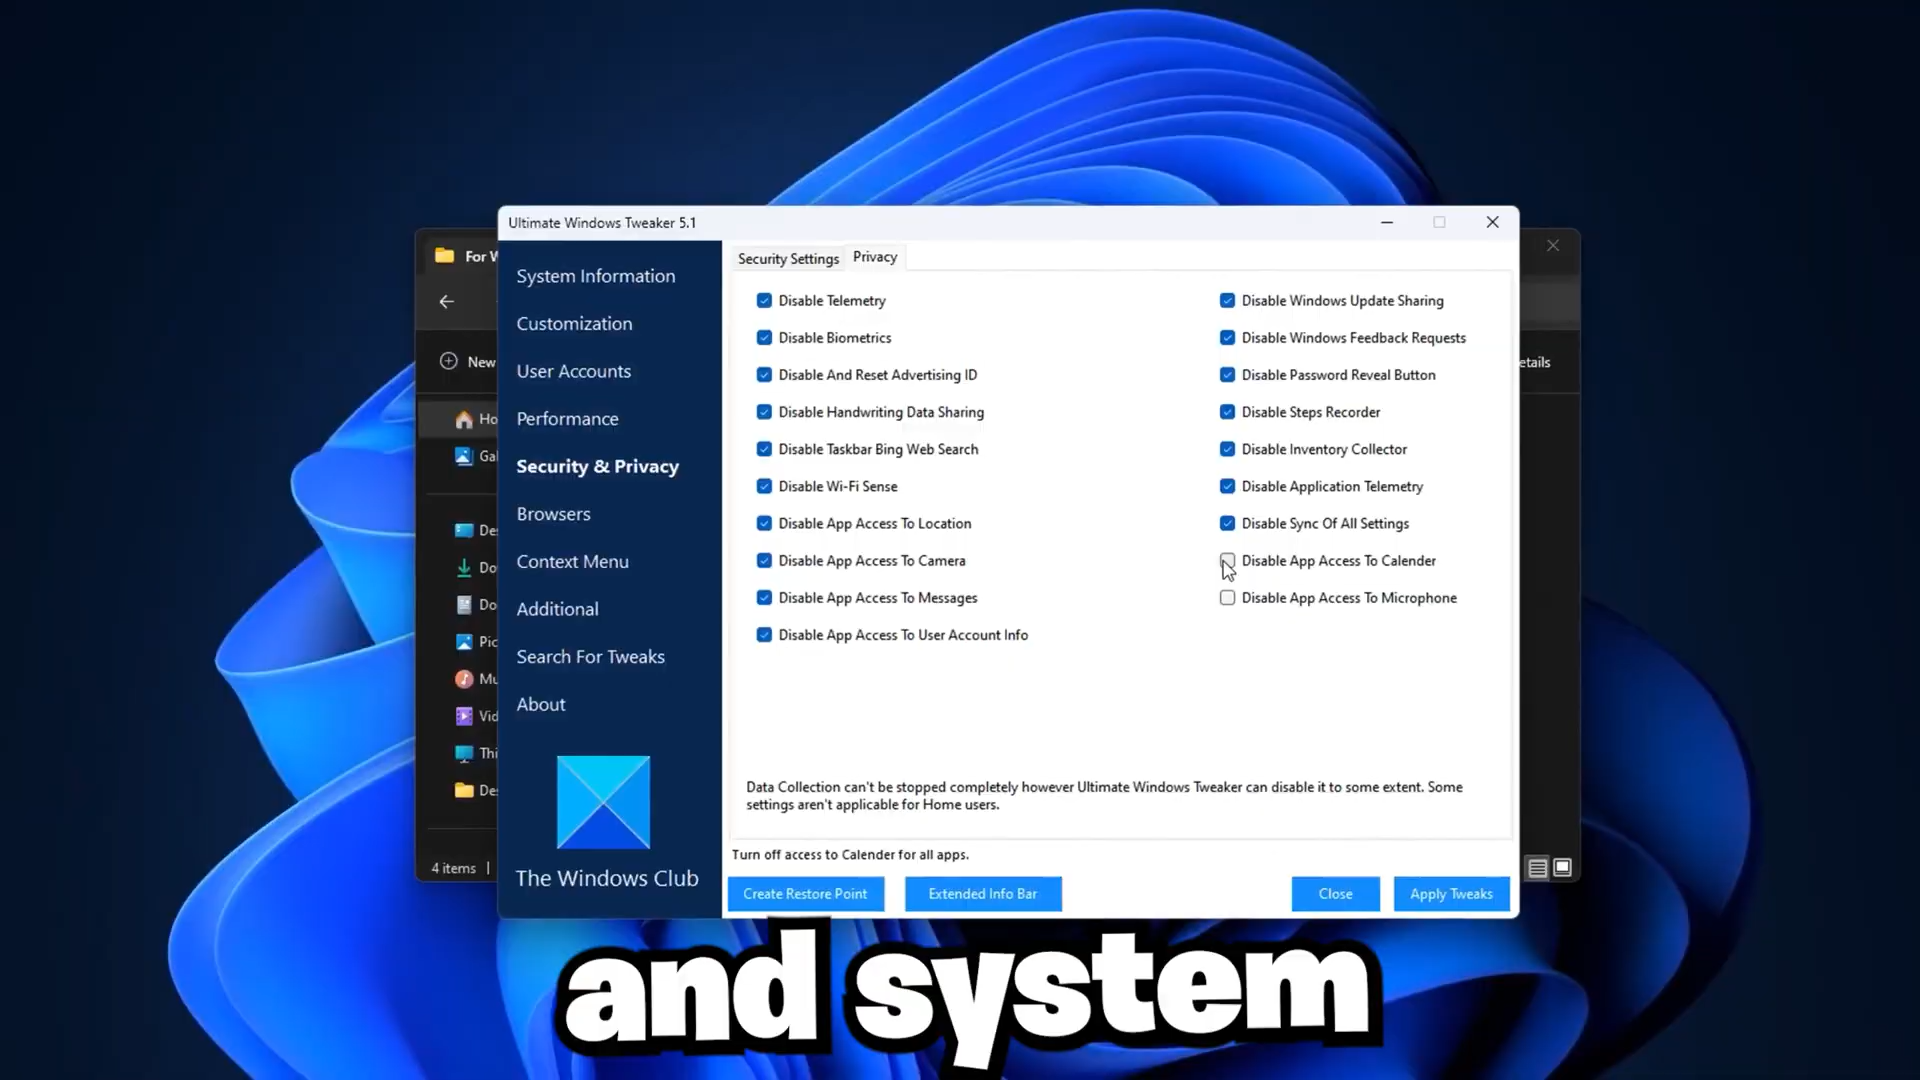 Ultimate Windows Tweaker 5.1
For W
New
Ho
Gal
Des
Do
Do
Pic
Mu
Vid
Thi
Des
4 items
etails
System Information
Customization
User Accounts
Performance
Security & Privacy
Browsers
Context Menu
Additional
Search For Tweaks
About
The Windows Club
Security Settings
Privacy
Disable Telemetry
Disable Biometrics
Disable And Reset Advertising ID
Disable Handwriting Data Sharing
Disable Taskbar Bing Web Search
Disable Wi-Fi Sense
Disable App Access To Location
Disable App Access To Camera
Disable App Access To Messages
Disable App Access To User Account Info
Disable Windows Update Sharing
Disable Windows Feedback Requests
Disable Password Reveal Button
Disable Steps Recorder
Disable Inventory Collector
Disable Application Telemetry
Disable Sync Of All Settings
Disable App Access To Calender
Disable App Access To Microphone
Data Collection can't be stopped completely however Ultimate Windows Tweaker can disable it to some extent. Some
settings aren't applicable for Home users.
Turn off access to Calender for all apps.
Create Restore Point
Extended Info Bar
Close
Apply Tweaks
and system